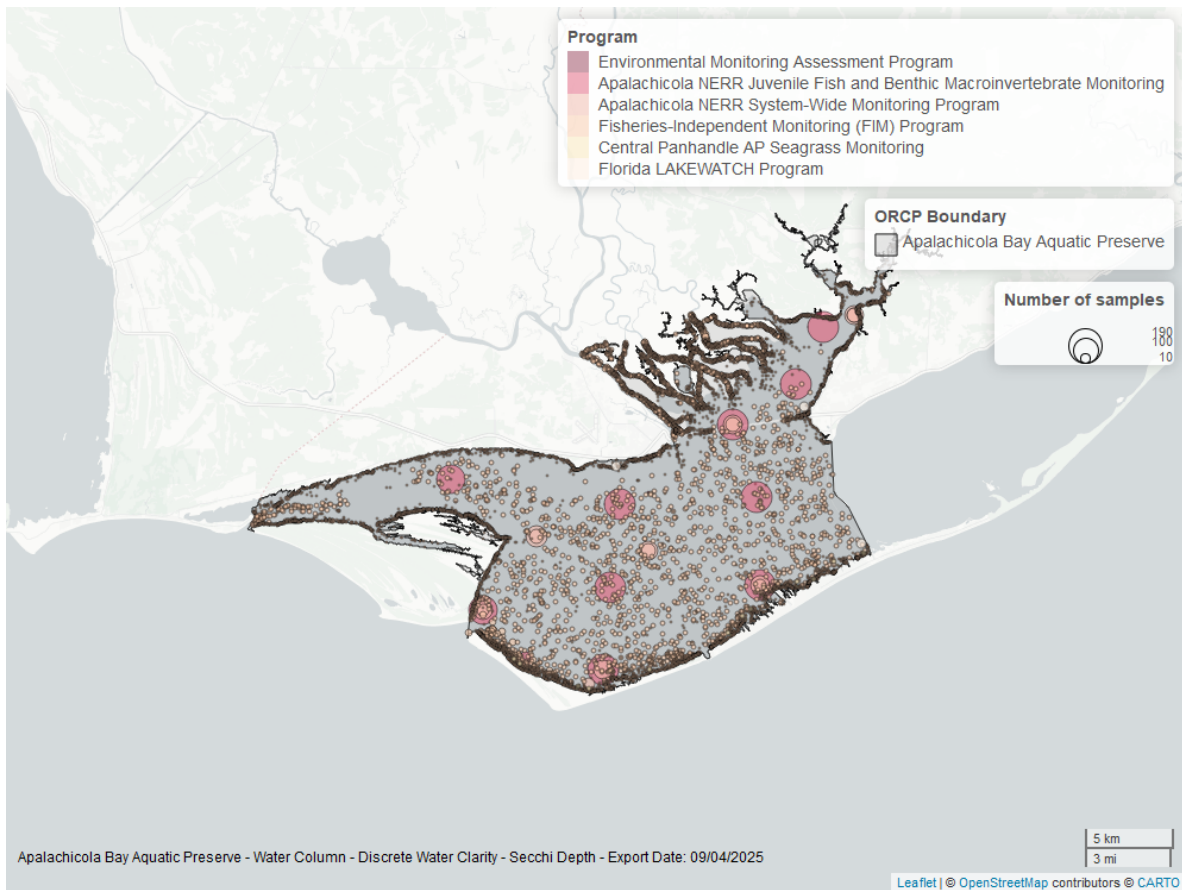 Program
Environmental Monitoring Assessment Program
Apalachicola NERR Juvenile Fish and Benthic Macroinvertebrate Monitoring
Apalachicola NERR System-Wide Monitoring Program
Fisheries-Independent Monitoring (FIM) Program
Central Panhandle AP Seagrass Monitoring
Florida LAKEWATCH Program
ORCP Boundary
Apalachicola Bay Aquatic Preserve
Number of samples
190
100
10
5 km
3 mi
Apalachicola Bay Aquatic Preserve - Water Column - Discrete Water Clarity - Secchi Depth - Export Date: 09/04/2025
Leaflet | © OpenStreetMap contributors © CARTO